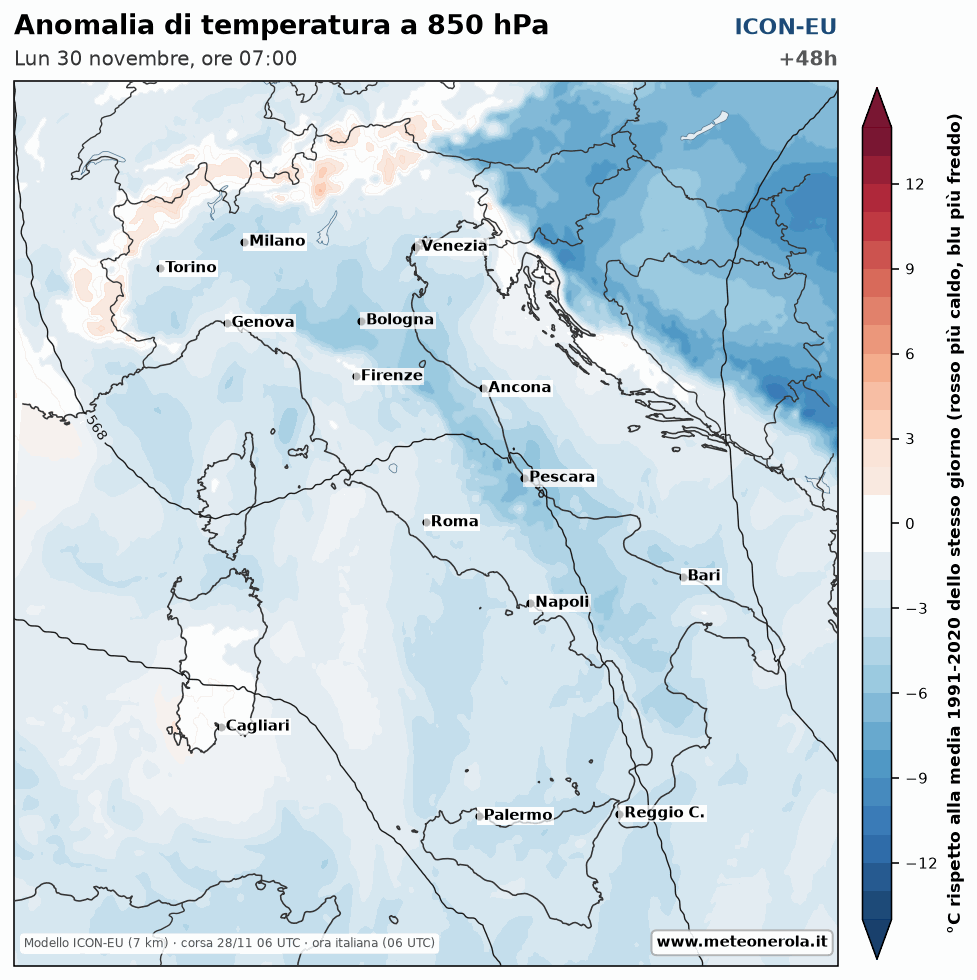 Anomalia di temperatura a 850 hPa
ICON-EU
Lun 30 novembre, ore 07:00
+48h
Milano
Venezia
Torino
Genova
Bologna
Firenze
Ancona
568
Pescara
Roma
Bari
Napoli
Cagliari
Palermo
Reggio C.
Modello ICON-EU (7 km) · corsa 28/11 06 UTC · ora italiana (06 UTC)
www.meteonerola.it
12
9
6
3
0
−3
−6
−9
−12
°C rispetto alla media 1991-2020 dello stesso giorno (rosso più caldo, blu più freddo)